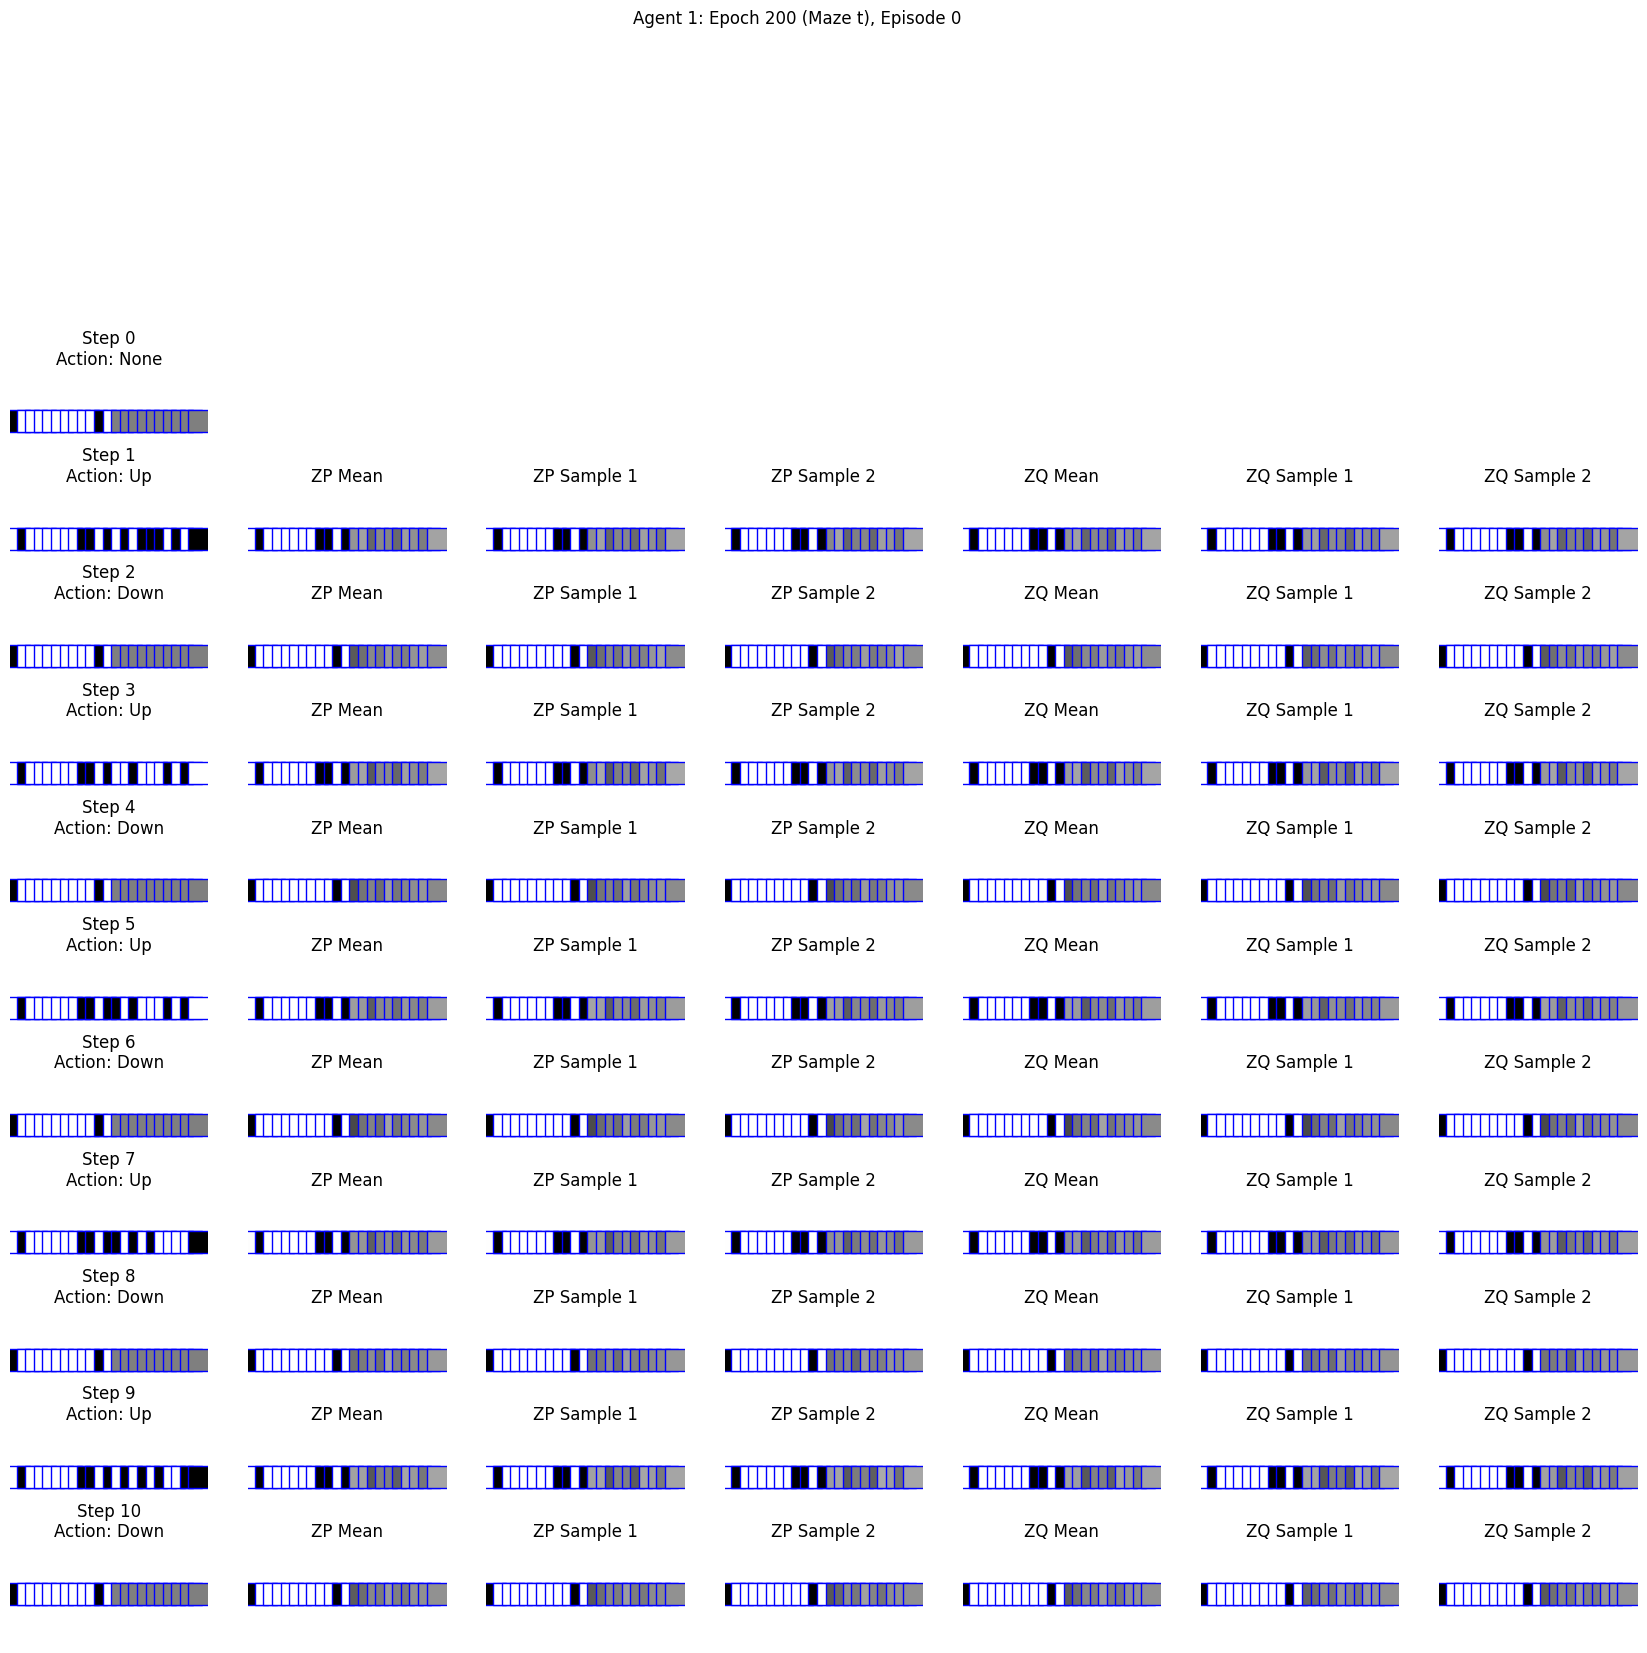 Agent 1: Epoch 200 (Maze t), Episode 0
Step 0
Action: None
Step 1
Action: Up
ZP Mean
ZP Sample 1
ZP Sample 2
ZQ Mean
ZQ Sample 1
ZQ Sample 2
Step 2
Action: Down
ZP Mean
ZP Sample 1
ZP Sample 2
ZQ Mean
ZQ Sample 1
ZQ Sample 2
Step 3
Action: Up
ZP Mean
ZP Sample 1
ZP Sample 2
ZQ Mean
ZQ Sample 1
ZQ Sample 2
Step 4
Action: Down
ZP Mean
ZP Sample 1
ZP Sample 2
ZQ Mean
ZQ Sample 1
ZQ Sample 2
Step 5
Action: Up
ZP Mean
ZP Sample 1
ZP Sample 2
ZQ Mean
ZQ Sample 1
ZQ Sample 2
Step 6
Action: Down
ZP Mean
ZP Sample 1
ZP Sample 2
ZQ Mean
ZQ Sample 1
ZQ Sample 2
Step 7
Action: Up
ZP Mean
ZP Sample 1
ZP Sample 2
ZQ Mean
ZQ Sample 1
ZQ Sample 2
Step 8
Action: Down
ZP Mean
ZP Sample 1
ZP Sample 2
ZQ Mean
ZQ Sample 1
ZQ Sample 2
Step 9
Action: Up
ZP Mean
ZP Sample 1
ZP Sample 2
ZQ Mean
ZQ Sample 1
ZQ Sample 2
Step 10
Action: Down
ZP Mean
ZP Sample 1
ZP Sample 2
ZQ Mean
ZQ Sample 1
ZQ Sample 2